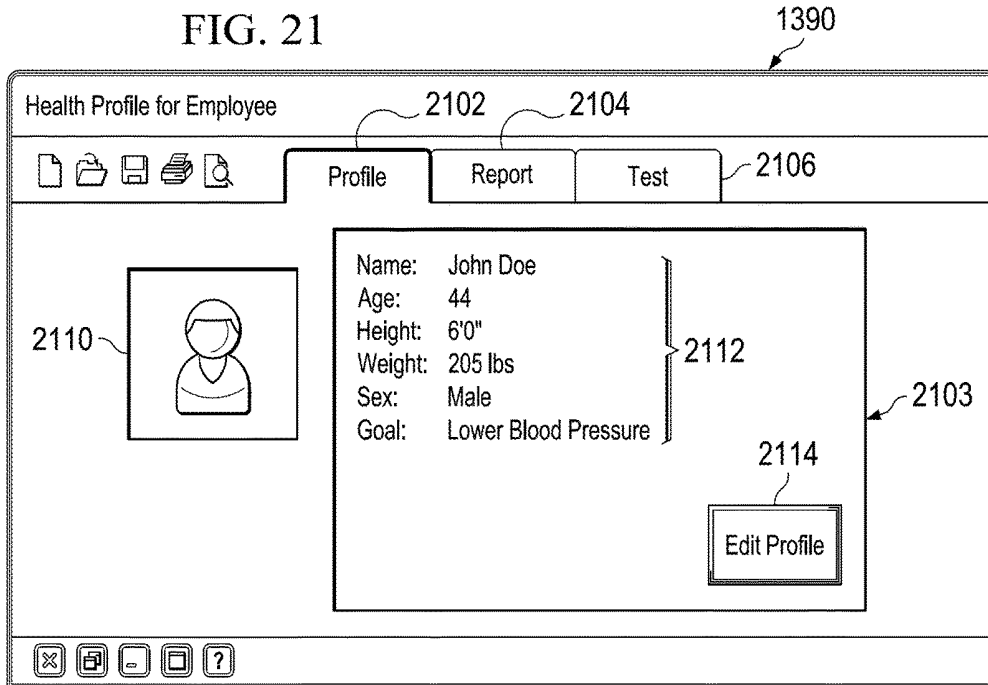 FIG. 21
1390
Health Profile for Employee
2102
2104
Profile
Report
Test
2106
Name: John Doe
Age: 44
Height: 6'0"
Weight: 205 lbs
Sex: Male
Goal: Lower Blood Pressure
2110
2112
2103
2114
Edit Profile
?